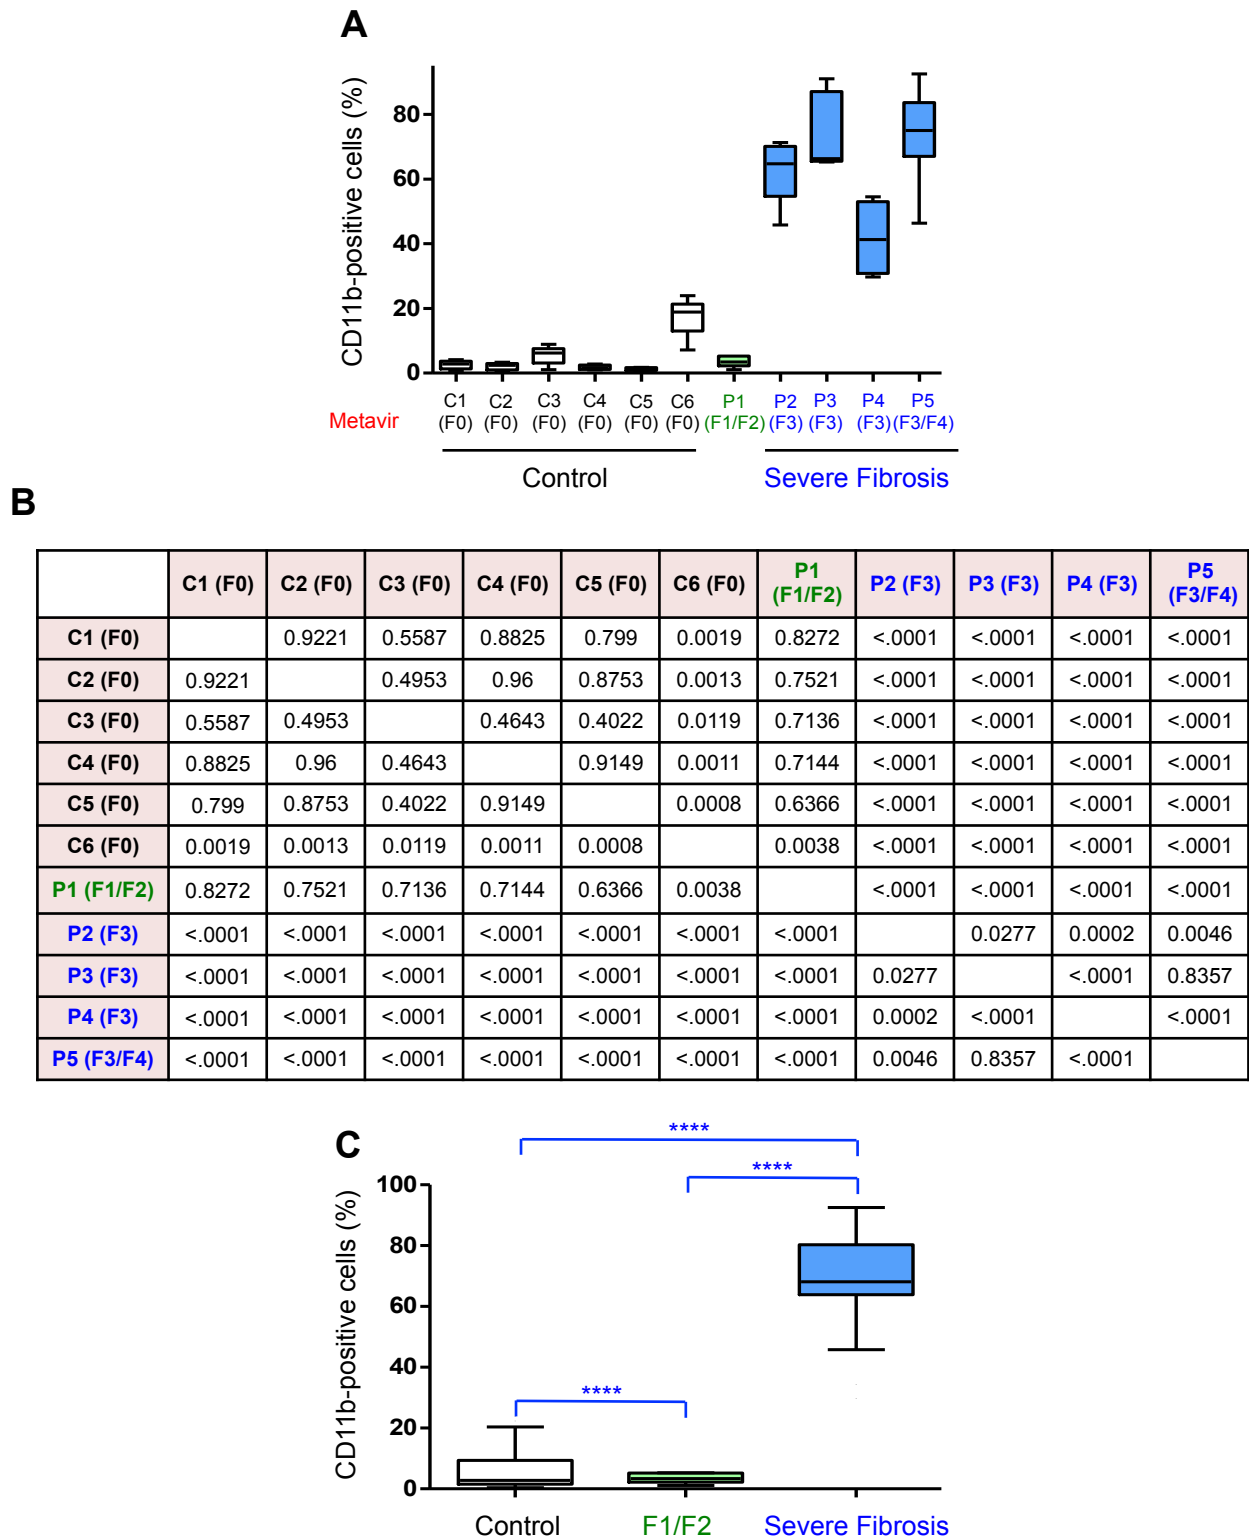 A
CD11b-positive cells (%)
80
60
40
20
0
Metavir
C1 C2 C3 C4 C5 C6 P1 P2 P3 P4 P5
(F0) (F0) (F0) (F0) (F0) (F0) (F1/F2) (F3) (F3) (F3) (F3/F4)
Control Severe Fibrosis
B
C1 (F0) C2 (F0) C3 (F0) C4 (F0) C5 (F0) C6 (F0) P1 (F1/F2) P2 (F3) P3 (F3) P4 (F3) P5 (F3/F4)
C1 (F0) 0.9221 0.5587 0.8825 0.799 0.0019 0.8272 <.0001 <.0001 <.0001 <.0001
C2 (F0) 0.9221 0.4953 0.96 0.8753 0.0013 0.7521 <.0001 <.0001 <.0001 <.0001
C3 (F0) 0.5587 0.4953 0.4643 0.4022 0.0119 0.7136 <.0001 <.0001 <.0001 <.0001
C4 (F0) 0.8825 0.96 0.4643 0.9149 0.0011 0.7144 <.0001 <.0001 <.0001 <.0001
C5 (F0) 0.799 0.8753 0.4022 0.9149 0.0008 0.6366 <.0001 <.0001 <.0001 <.0001
C6 (F0) 0.0019 0.0013 0.0119 0.0011 0.0008 0.0038 <.0001 <.0001 <.0001 <.0001
P1 (F1/F2) 0.8272 0.7521 0.7136 0.7144 0.6366 0.0038 <.0001 <.0001 <.0001 <.0001
P2 (F3) <.0001 <.0001 <.0001 <.0001 <.0001 <.0001 <.0001 0.0277 0.0002 0.0046
P3 (F3) <.0001 <.0001 <.0001 <.0001 <.0001 <.0001 <.0001 0.0277 <.0001 0.8357
P4 (F3) <.0001 <.0001 <.0001 <.0001 <.0001 <.0001 <.0001 0.0002 <.0001 <.0001
P5 (F3/F4) <.0001 <.0001 <.0001 <.0001 <.0001 <.0001 <.0001 0.0046 0.8357 <.0001
C
****
****
****
CD11b-positive cells (%)
100
80
60
40
20
0
Control F1/F2 Severe Fibrosis